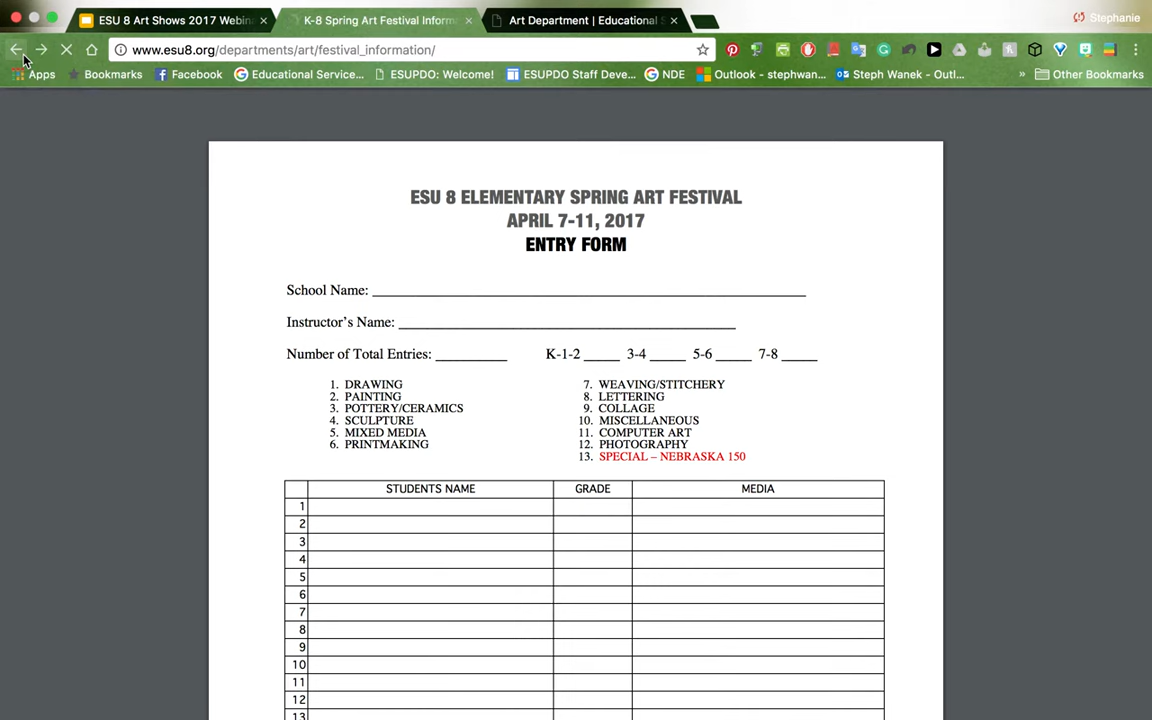 ESU 8 Art Shows 2017 Webin
K-8 Spring Art Festival Inform
Art Department | Educational S
Stephanie
www.esu8.org/departments/art/festival_information/
Apps
Bookmarks
Facebook
Educational Service...
ESUPDO: Welcome!
ESUPDO Staff Deve...
NDE
Outlook - stephwan...
Steph Wanek - Outl...
»
Other Bookmarks
ESU 8 ELEMENTARY SPRING ART FESTIVAL
APRIL 7-11, 2017
ENTRY FORM
School Name:
Instructor's Name:
Number of Total Entries: K-1-2 3-4 5-6 7-8
1. DRAWING
2. PAINTING
3. POTTERY/CERAMICS
4. SCULPTURE
5. MIXED MEDIA
6. PRINTMAKING
7. WEAVING/STITCHERY
8. LETTERING
9. COLLAGE
10. MISCELLANEOUS
11. COMPUTER ART
12. PHOTOGRAPHY
13. SPECIAL – NEBRASKA 150
STUDENTS NAME GRADE MEDIA
1
2
3
4
5
6
7
8
9
10
11
12
13